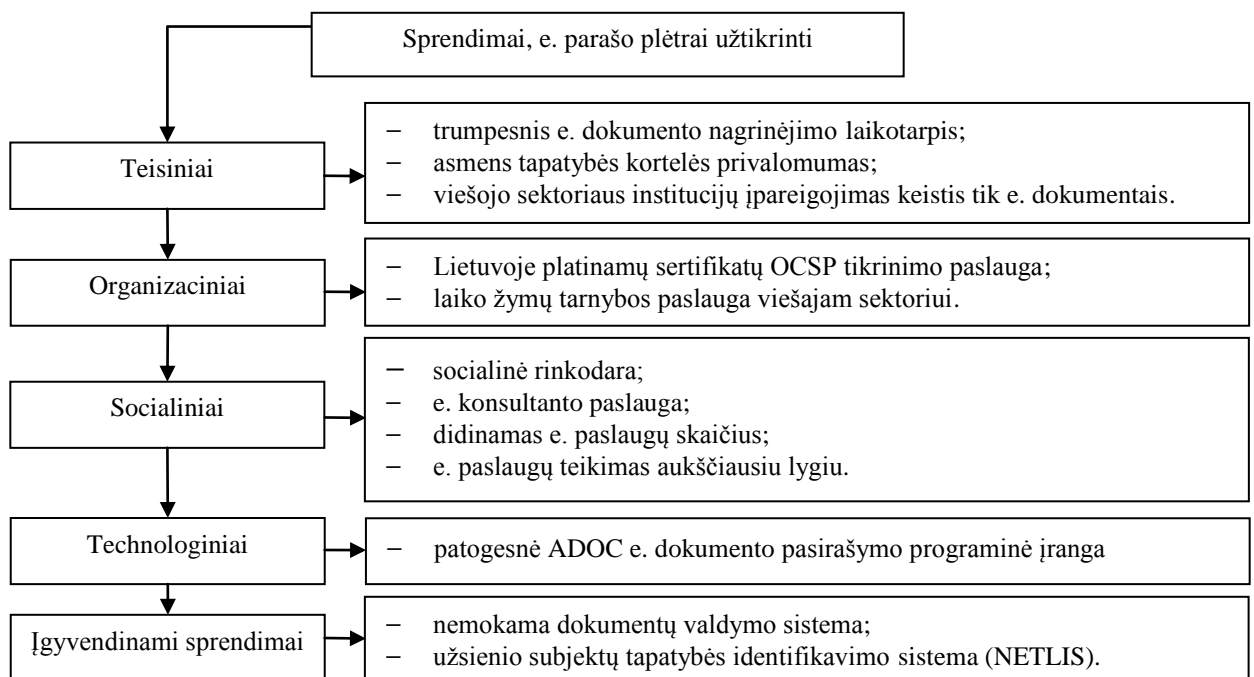 Sprendimai, e. parašo plėtrai užtikrinti
Teisiniai
– trumpesnis e. dokumento nagrinėjimo laikotarpis;
– asmens tapatybės kortelės privalomumas;
– viešojo sektoriaus institucijų įpareigojimas keistis tik e. dokumentais.
Organizaciniai
– Lietuvoje platinamų sertifikatų OCSP tikrinimo paslauga;
– laiko žymų tarnybos paslauga viešajam sektoriui.
Socialiniai
– socialinė rinkodara;
– e. konsultanto paslauga;
– didinamas e. paslaugų skaičius;
– e. paslaugų teikimas aukščiausiu lygiu.
Technologiniai
– patogesnė ADOC e. dokumento pasirašymo programinė įranga
Įgyvendinami sprendimai
– nemokama dokumentų valdymo sistema;
– užsienio subjektų tapatybės identifikavimo sistema (NETLIS).